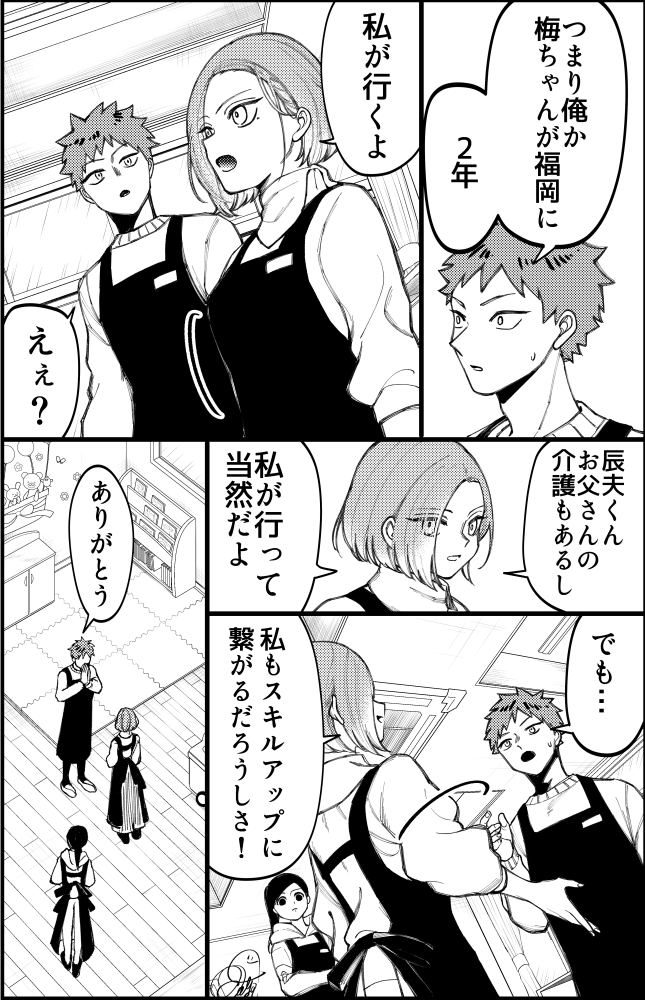 つまり俺か
梅ちゃんが福岡に
2年
私が行くよ
えぇ？
辰夫くん
お父さんの
介護もあるし
私が行って
当然だよ
でも…
私もスキルアップに
繋がるだろうしさ！
ありがとう